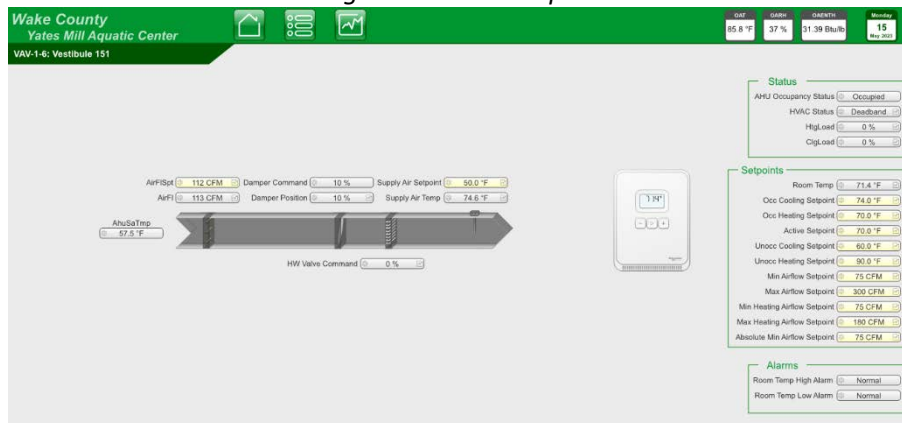 Wake County
Yates Mill Aquatic Center
OAT
85.8 °F
OARH
37 %
OAENTH
31.39 Btu/lb
Monday
15
May 2023
VAV-1-6: Vestibule 151
Status
AHU Occupancy Status Occupied
HVAC Status Deadband
HtgLoad 0 %
ClgLoad 0 %
AirFlSpt 112 CFM Damper Command 10 % Supply Air Setpoint 50.0 °F
AirFl 113 CFM Damper Position 10 % Supply Air Temp 74.6 °F
AhuSaTmp
57.5 °F
HW Valve Command 0 %
Setpoints
Room Temp 71.4 °F
Occ Cooling Setpoint 74.0 °F
Occ Heating Setpoint 70.0 °F
Active Setpoint 70.0 °F
Unocc Cooling Setpoint 60.0 °F
Unocc Heating Setpoint 90.0 °F
Min Airflow Setpoint 75 CFM
Max Airflow Setpoint 300 CFM
Min Heating Airflow Setpoint 75 CFM
Max Heating Airflow Setpoint 180 CFM
Absolute Min Airflow Setpoint 75 CFM
Alarms
Room Temp High Alarm Normal
Room Temp Low Alarm Normal